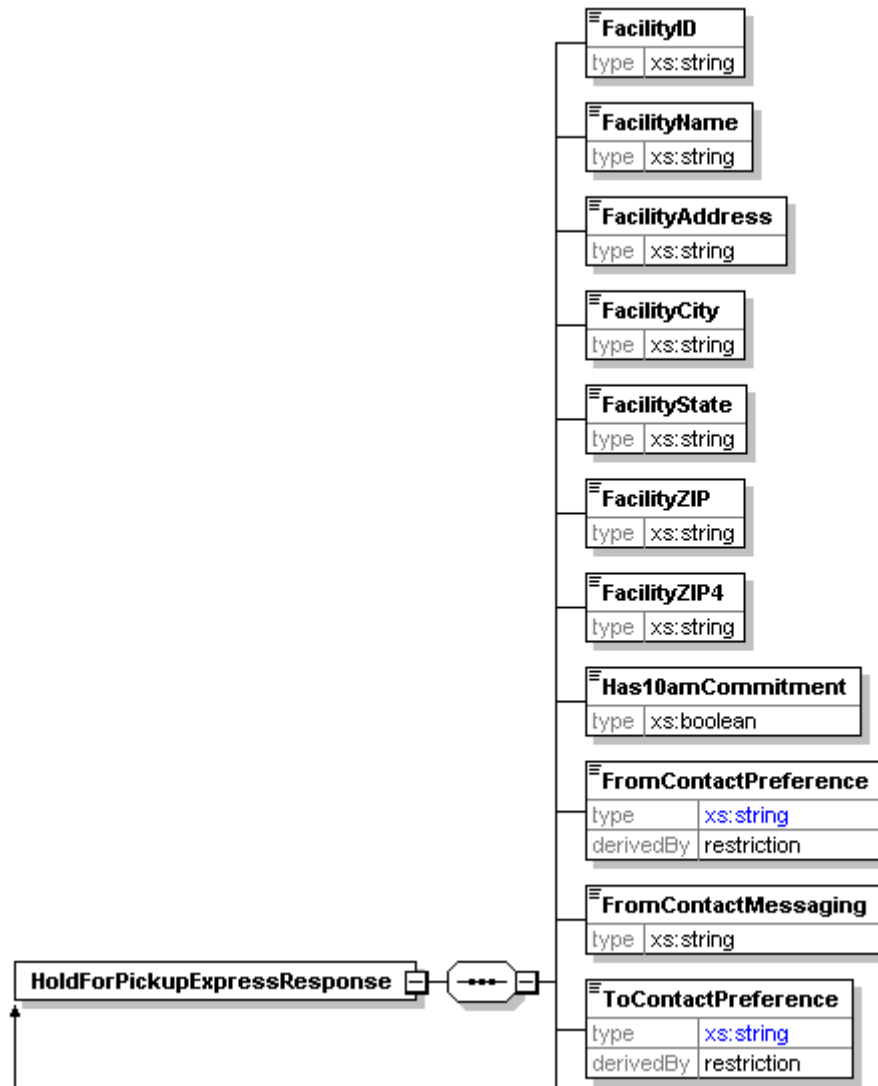 FacilityID
type xs:string
FacilityName
type xs:string
FacilityAddress
type xs:string
FacilityCity
type xs:string
FacilityState
type xs:string
FacilityZIP
type xs:string
FacilityZIP4
type xs:string
Has10amCommitment
type xs:boolean
FromContactPreference
type xs:string
derivedBy restriction
FromContactMessaging
type xs:string
HoldForPickupExpressResponse
ToContactPreference
type xs:string
derivedBy restriction